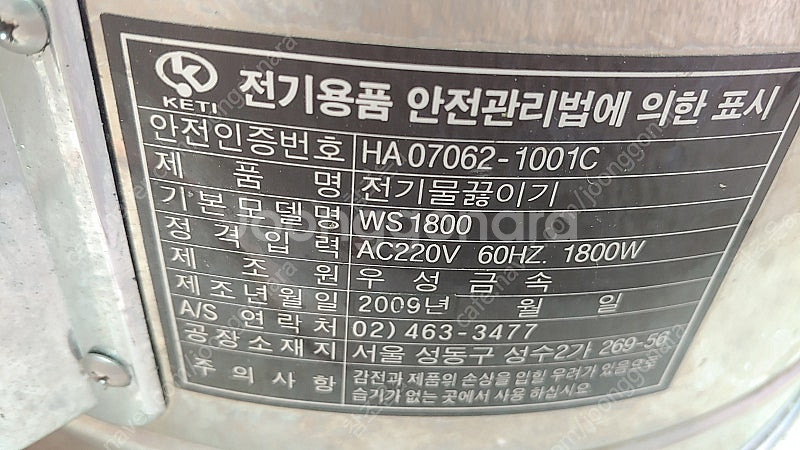 KETI 전기용품 안전관리법에 의한 표시
안전인증번호 HA 07062-1001C
제 품 명 전기물끓이기
기본모델명 WS1800
정격입력 AC220V 60HZ. 1800W
제 조 원 우성금속
제조년월일 2009년 월 일
A/S 연락처 02) 463-3477
공장소재지 서울 성동구 성수2가 269-56
주의사항 감전과 제품위 손상을 입힐 우려가 있음으로
습기가 없는 곳에서 사용 하십시요
joonggonara